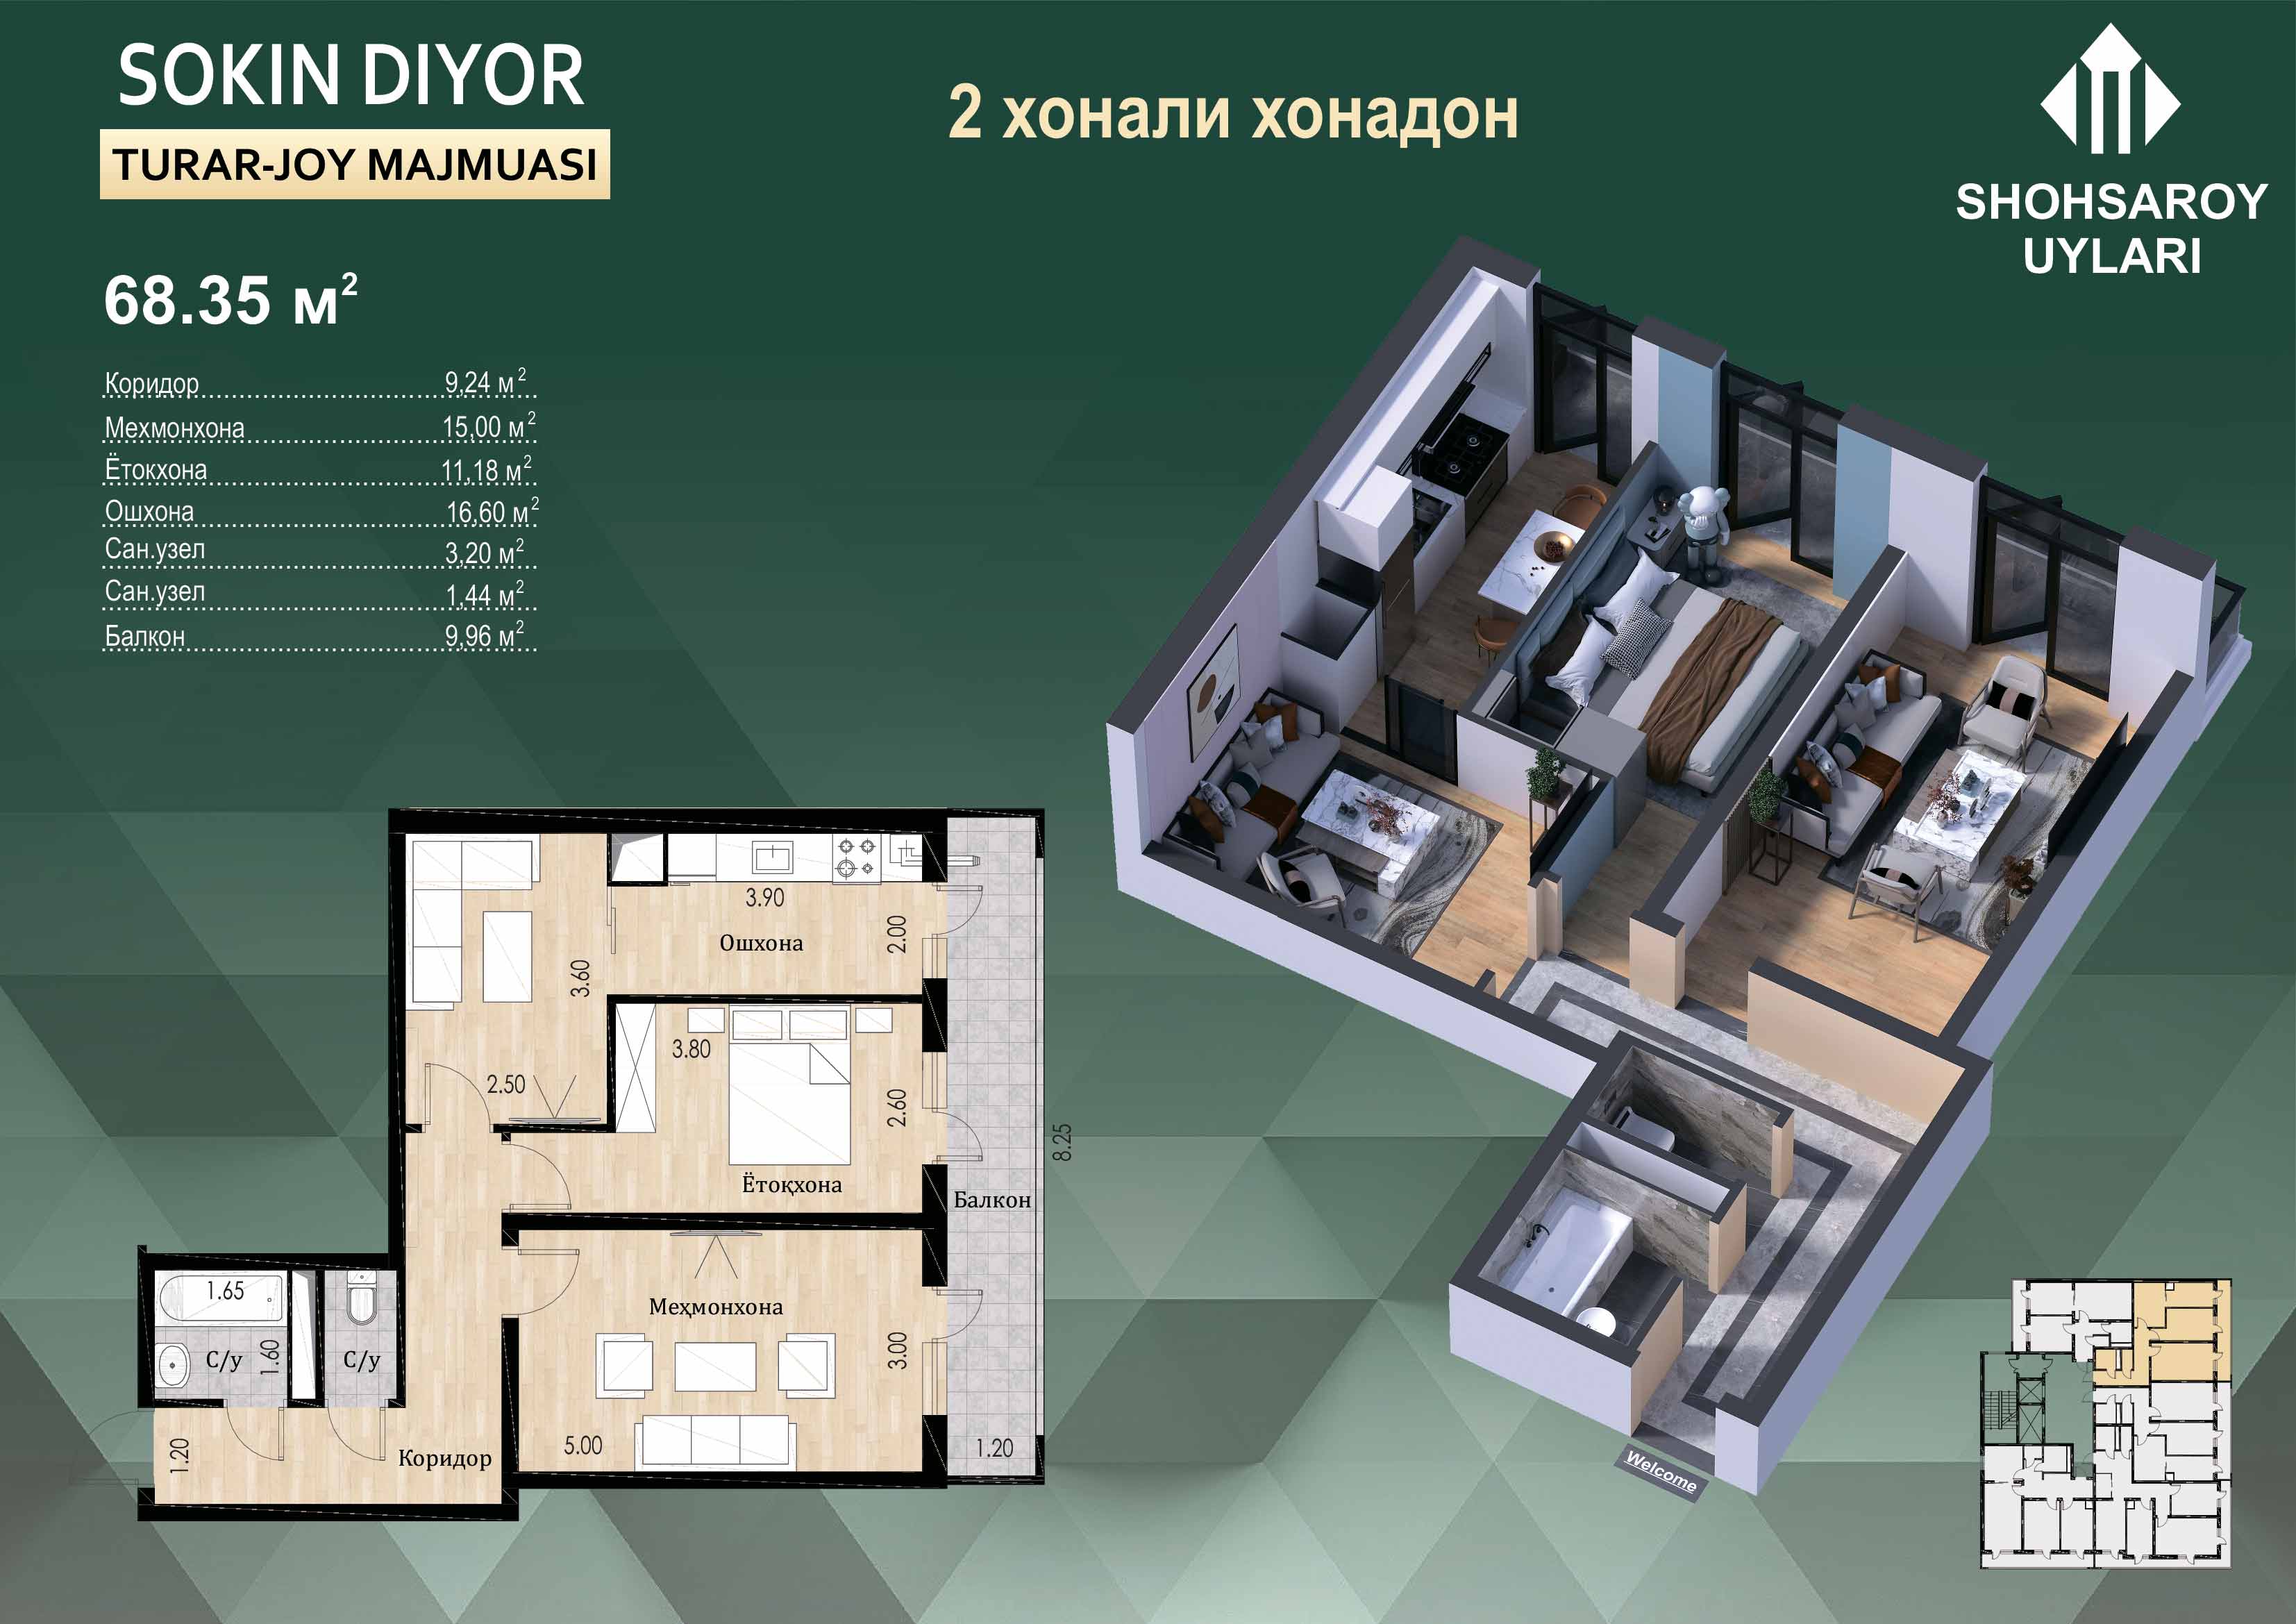 SOKIN DIYOR
TURAR-JOY MAJMUASI
2 хонали хонадон
SHOHSAROY
UYLARI
68.35 м²
Коридор 9,24 м²
Мехмонхона 15,00 м²
Ётокхона 11,18 м²
Ошхона 16,60 м²
Сан.узел 3,20 м²
Сан.узел 1,44 м²
Балкон 9,96 м²
3.90
Ошхона
2.00
3.60
3.80
2.50
2.60
8.25
Ётоқхона
Балкон
1.65
Меҳмонхона
С/у
1.60
С/у
3.00
5.00
1.20
1.20
Коридор
Welcome